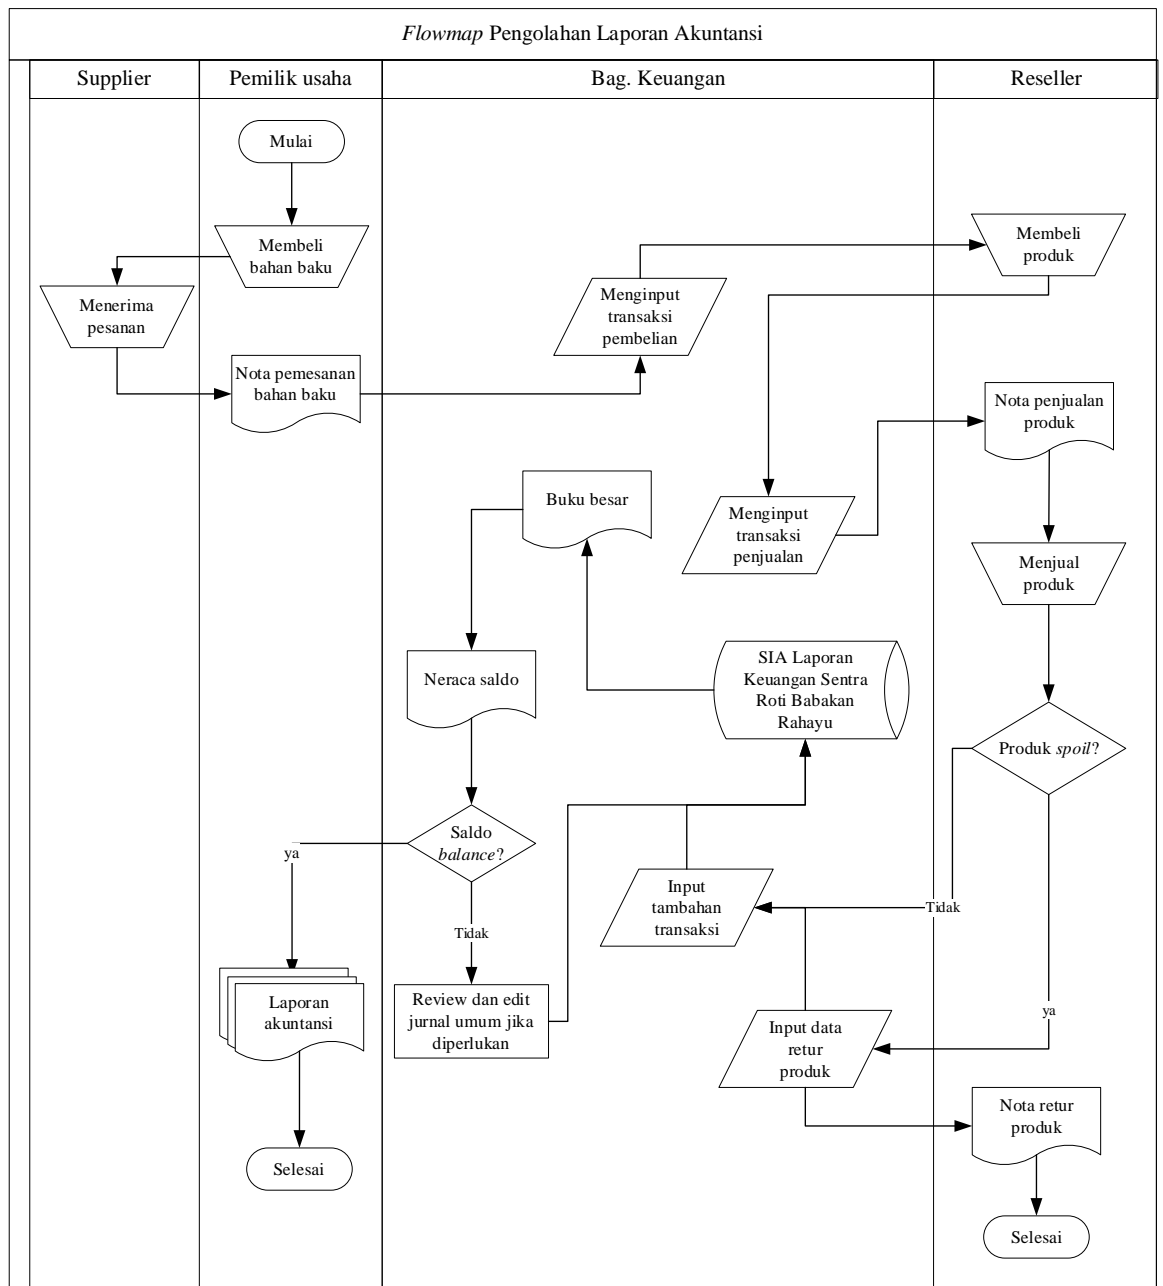 Flowmap Pengolahan Laporan Akuntansi
Supplier
Pemilik usaha
Bag. Keuangan
Reseller
Mulai
Membeli
bahan baku
Membeli
produk
Menerima
pesanan
Menginput
transaksi
pembelian
Nota pemesanan
bahan baku
Nota penjualan
produk
Buku besar
Menginput
transaksi
penjualan
Menjual
produk
Neraca saldo
SIA Laporan
Keuangan Sentra
Roti Babakan
Rahayu
Produk spoil?
Saldo
balance?
ya
Input
tambahan
transaksi
Tidak
Tidak
Laporan
akuntansi
Review dan edit
jurnal umum jika
diperlukan
Input data
retur
produk
ya
Nota retur
produk
Selesai
Selesai